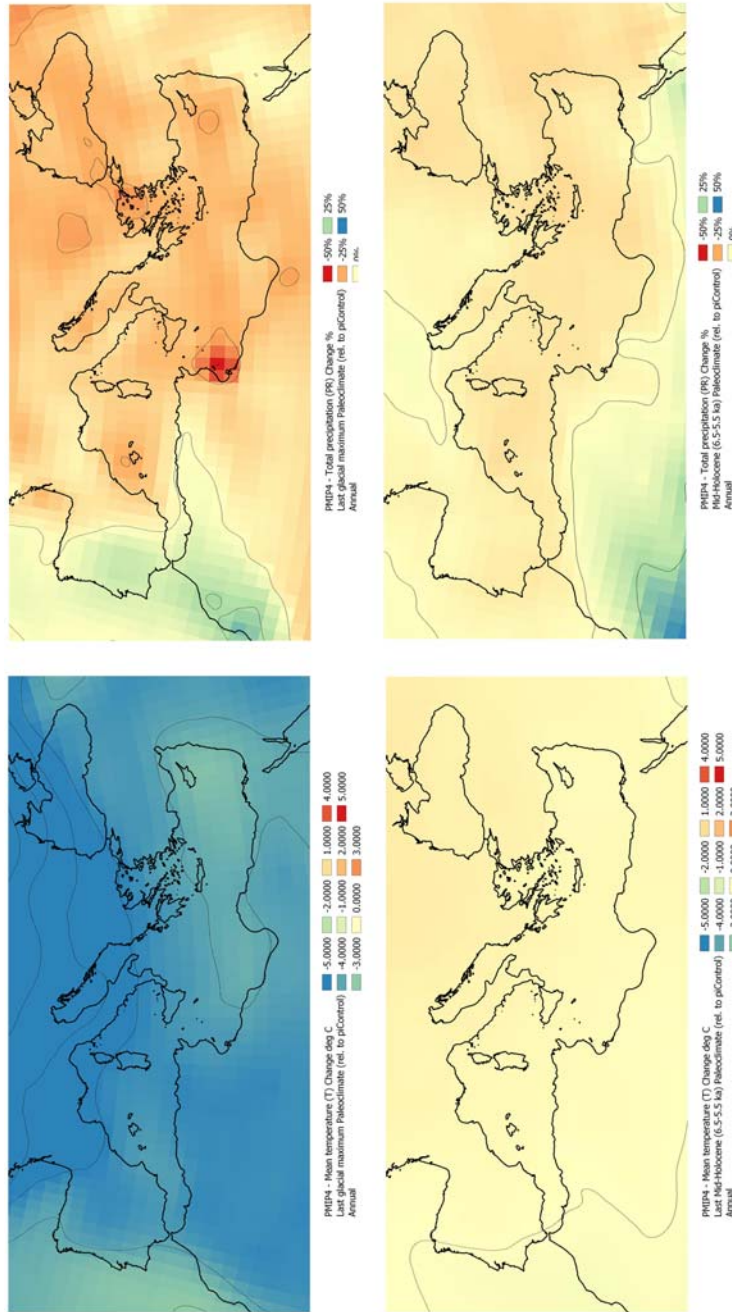 PMIP4 - Mean temperature (T) Change deg C -5.0000 -2.0000 1.0000 4.0000
Last glacial maximum Paleoclimate (rel. to piControl) -4.0000 -1.0000 2.0000 5.0000
Annual -3.0000 0.0000 3.0000
PMIP4 - Total precipitation (PR) Change % -50% 25%
Last glacial maximum Paleoclimate (rel. to piControl) -25% 50%
Annual
PMIP4 - Mean temperature (T) Change deg C -5.0000 -2.0000 1.0000 4.0000
Last Mid-Holocene (6.5-5.5 ka) Paleoclimate (rel. to piControl) -4.0000 -1.0000 2.0000 5.0000
Annual
PMIP4 - Total precipitation (PR) Change % -50% 25%
Mid-Holocene (6.5-5.5 ka) Paleoclimate (rel. to piControl) -25% 50%
Annual